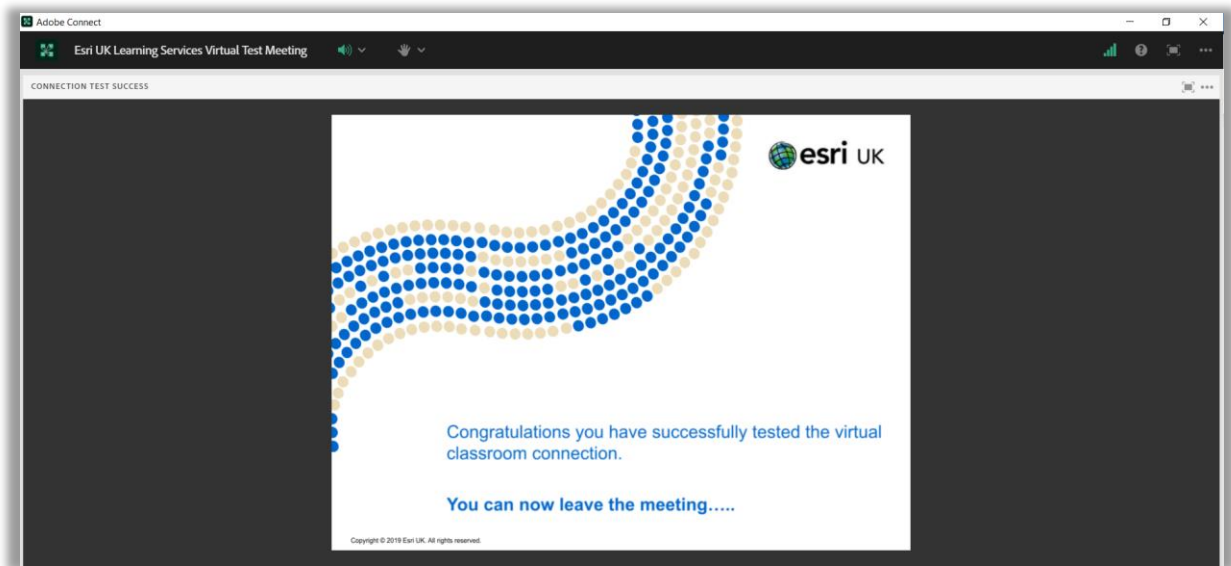 Adobe Connect
Esri UK Learning Services Virtual Test Meeting
CONNECTION TEST SUCCESS
esri UK
Congratulations you have successfully tested the virtual
classroom connection.
You can now leave the meeting.....
Copyright © 2019 Esri UK. All rights reserved.